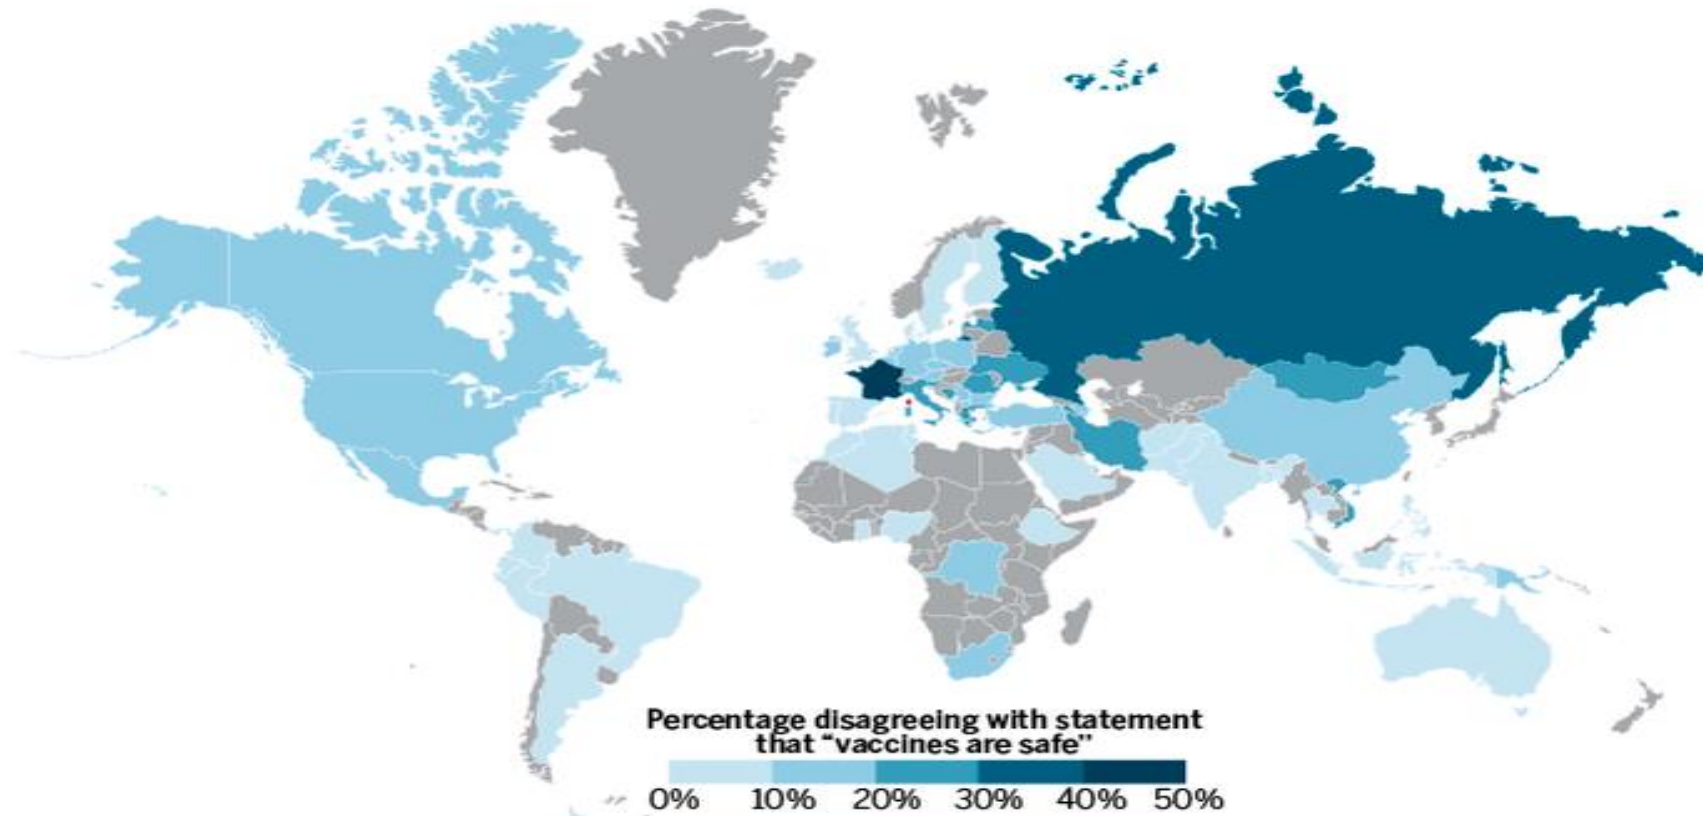 Percentage disagreeing with statement
that “vaccines are safe”
0% 10% 20% 30% 40% 50%